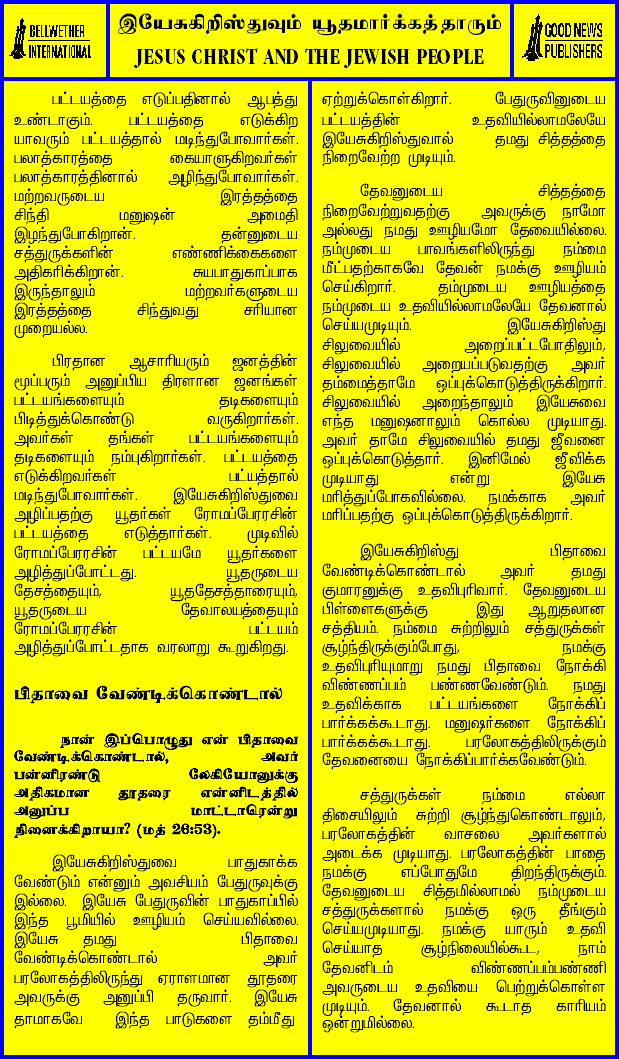 BELLWETHER
INTERNATIONAL
இயேசுகிறிஸ்துவும் யூதமார்க்கத்தாரும்
JESUS CHRIST AND THE JEWISH PEOPLE
GOOD NEWS
PUBLISHERS
பட்டயத்தை எடுப்பதினால் ஆபத்து
உண்டாகும். பட்டயத்தை எடுக்கிற
யாவரும் பட்டயத்தால் மடிந்துபோவார்கள்.
பலாத்காரத்தை கையாளுகிறவர்கள்
பலாத்காரத்தினால் அழிந்துபோவார்கள்.
மற்றவருடைய இரத்தத்தை
சிந்தி மனுஷன் அமைதி
இழந்துபோகிறான். தன்னுடைய
சத்துருக்களின் எண்ணிக்கைகளை
அதிகரிக்கிறான். சுயபாதுகாப்பாக
இருந்தாலும் மற்றவர்களுடைய
இரத்தத்தை சிந்துவது சரியான
முறையல்ல.
பிரதான ஆசாரியரும் ஜனத்தின்
மூப்பரும் அனுப்பிய திரளான ஜனங்கள்
பட்டயங்களையும் தடிகளையும்
பிடித்துக்கொண்டு வருகிறார்கள்.
அவர்கள் தங்கள் பட்டயங்களையும்
தடிகளையும் நம்புகிறார்கள். பட்டயத்தை
எடுக்கிறவர்கள் பட்யத்தால்
மடிந்துபோவார்கள். இயேசுகிறிஸ்துவை
அழிப்பதற்கு யூதர்கள் ரோமப்பேரரசின்
பட்டயத்தை எடுத்தார்கள். முடிவில்
ரோமப்பேரரசின் பட்டயமே யூதர்களை
அழித்துப்போட்டது. யூதருடைய
தேசத்தையும், யூததேசத்தாரையும்,
யூதருடைய தேவாலயத்தையும்
ரோமப்பேரரசின் பட்டயம்
அழித்துப்போட்டதாக வரலாறு கூறுகிறது.
பிதாவை வேண்டிக்கொண்டால்
நான் இப்பொழுது என் பிதாவை
வேண்டிக்கொண்டால், அவர்
பன்னிரண்டு லேகியோனுக்கு
அதிகமான தூதரை என்னிடத்தில்
அனுப்ப மாட்டாரென்று
நினைக்கிறாயா? (மத் 26:53).
இயேசுகிறிஸ்துவை பாதுகாக்க
வேண்டும் என்னும் அவசியம் பேதுருவுக்கு
இல்லை. இயேசு பேதுருவின் பாதுகாப்பில்
இந்த பூமியில் ஊழியம் செய்யவில்லை.
இயேசு தமது பிதாவை
வேண்டிக்கொண்டால் அவர்
பரலோகத்திலிருந்து ஏராளமான தூதரை
அவருக்கு அனுப்பி தருவார். இயேசு
தாமாகவே இந்த பாடுகளை தம்மீது
ஏற்றுக்கொள்கிறார். பேதுருவினுடைய
பட்டயத்தின் உதவியில்லாமலேயே
இயேசுகிறிஸ்துவால் தமது சித்தத்தை
நிறைவேற்ற முடியும்.
தேவனுடைய சித்தத்தை
நிறைவேற்றுவதற்கு அவருக்கு நாமோ
அல்லது நமது ஊழியமோ தேவையில்லை.
நம்முடைய பாவங்களிலிருந்து நம்மை
மீட்பதற்காகவே தேவன் நமக்கு ஊழியம்
செய்கிறார். தம்முடைய ஊழியத்தை
நம்முடைய உதவியில்லாமலேயே தேவனால்
செய்யமுடியும். இயேசுகிறிஸ்து
சிலுவையில் அறைப்பட்டபோதிலும்,
சிலுவையில் அறையப்படுவதற்கு அவர்
தம்மைத்தாமே ஒப்புக்கொடுத்திருக்கிறார்.
சிலுவையில் அறைந்தாலும் இயேசுவை
எந்த மனுஷனாலும் கொல்ல முடியாது.
அவர் தாமே சிலுவையில் தமது ஜீவனை
ஒப்புக்கொடுத்தார். இனிமேல் ஜீவிக்க
முடியாது என்று இயேசு
மரித்துப்போகவில்லை. நமக்காக அவர்
மரிப்பதற்கு ஒப்புக்கொடுத்திருக்கிறார்.
இயேசுகிறிஸ்து பிதாவை
வேண்டிக்கொண்டால் அவர் தமது
குமாரனுக்கு உதவிபுரிவார். தேவனுடைய
பிள்ளைகளுக்கு இது ஆறுதலான
சத்தியம். நம்மை சுற்றிலும் சத்துருக்கள்
சூழ்ந்திருக்கும்போது, நமக்கு
உதவிபுரியுமாறு நமது பிதாவை நோக்கி
விண்ணப்பம் பண்ணவேண்டும். நமது
உதவிக்காக பட்டயங்களை நோக்கிப்
பார்க்கக்கூடாது. மனுஷர்களை நோக்கிப்
பார்க்கக்கூடாது. பரலோகத்திலிருக்கும்
தேவனையை நோக்கிப்பார்க்கவேண்டும்.
சத்துருக்கள் நம்மை எல்லா
திசையிலும் சுற்றி சூழ்ந்துகொண்டாலும்,
பரலோகத்தின் வாசலை அவர்களால்
அடைக்க முடியாது. பரலோகத்தின் பாதை
நமக்கு எப்போதுமே திறந்திருக்கும்.
தேவனுடைய சித்தமில்லாமல் நம்முடைய
சத்துருக்களால் நமக்கு ஒரு தீங்கும்
செய்யமுடியாது. நமக்கு யாரும் உதவி
செய்யாத சூழ்நிலையில்கூட, நாம்
தேவனிடம் விண்ணப்பம்பண்ணி
அவருடைய உதவியை பெற்றுக்கொள்ள
முடியும். தேவனால் கூடாத காரியம்
ஒன்றுமில்லை.